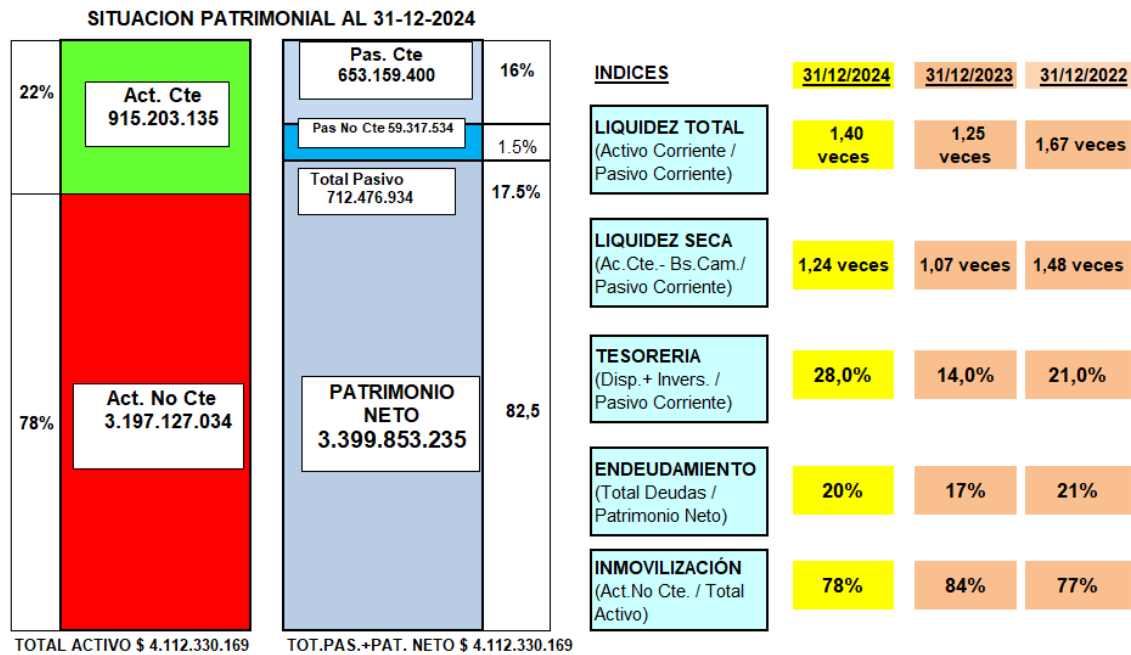 SITUACION PATRIMONIAL AL 31-12-2024
22%
Act. Cte
915.203.135
78%
Act. No Cte
3.197.127.034
TOTAL ACTIVO $ 4.112.330.169
Pas. Cte
653.159.400
16%
Pas No Cte 59.317.534
1.5%
Total Pasivo
712.476.934
17.5%
PATRIMONIO
NETO
3.399.853.235
82,5
TOT.PAS.+PAT. NETO $ 4.112.330.169
INDICES
31/12/2024
31/12/2023
31/12/2022
LIQUIDEZ TOTAL
(Activo Corriente /
Pasivo Corriente)
1,40
veces
1,25
veces
1,67 veces
LIQUIDEZ SECA
(Ac.Cte.- Bs.Cam./
Pasivo Corriente)
1,24 veces
1,07 veces
1,48 veces
TESORERIA
(Disp.+ Invers. /
Pasivo Corriente)
28,0%
14,0%
21,0%
ENDEUDAMIENTO
(Total Deudas /
Patrimonio Neto)
20%
17%
21%
INMOVILIZACIÓN
(Act.No Cte. / Total
Activo)
78%
84%
77%